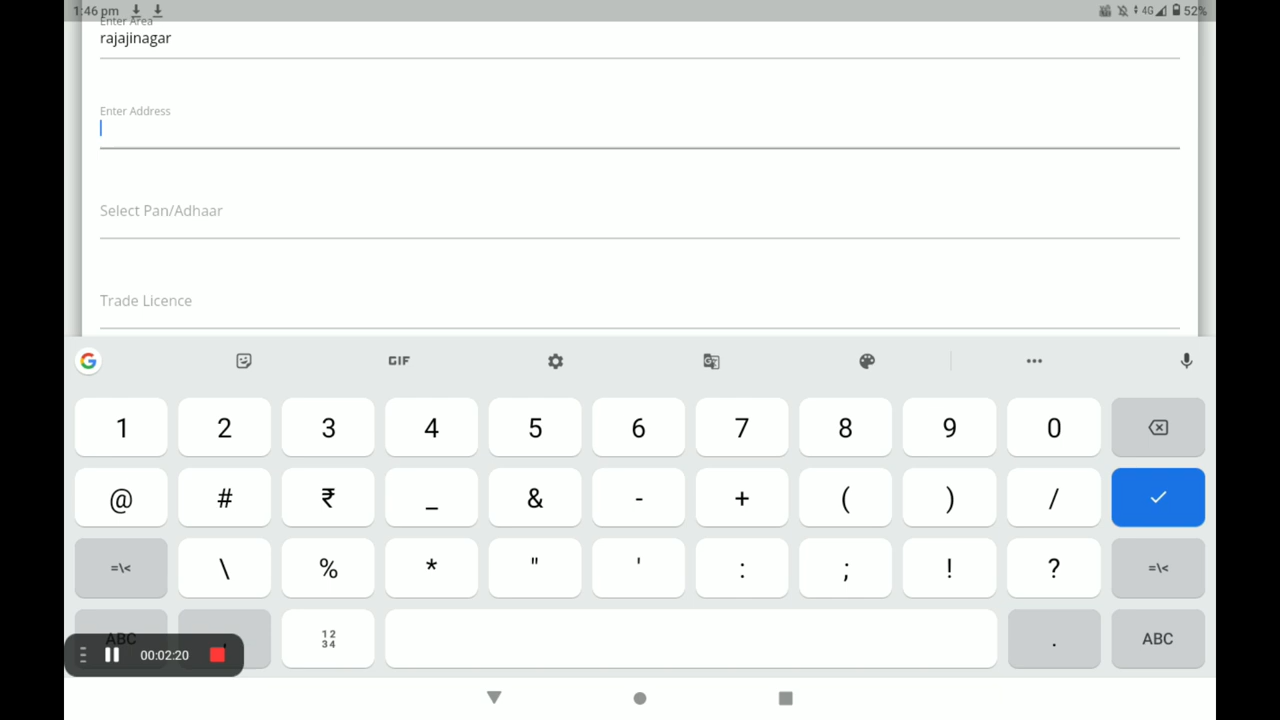 1:46 pm 4G 52%
Enter Area
rajajinagar
Enter Address
Select Pan/Adhaar
Trade Licence
G GIF
1 2 3 4 5 6 7 8 9 0
@ # ₹ _ & - + ( ) /
=\< \ % * " ' : ; ! ? =\<
ABC , 12 . ABC
34
00:02:20